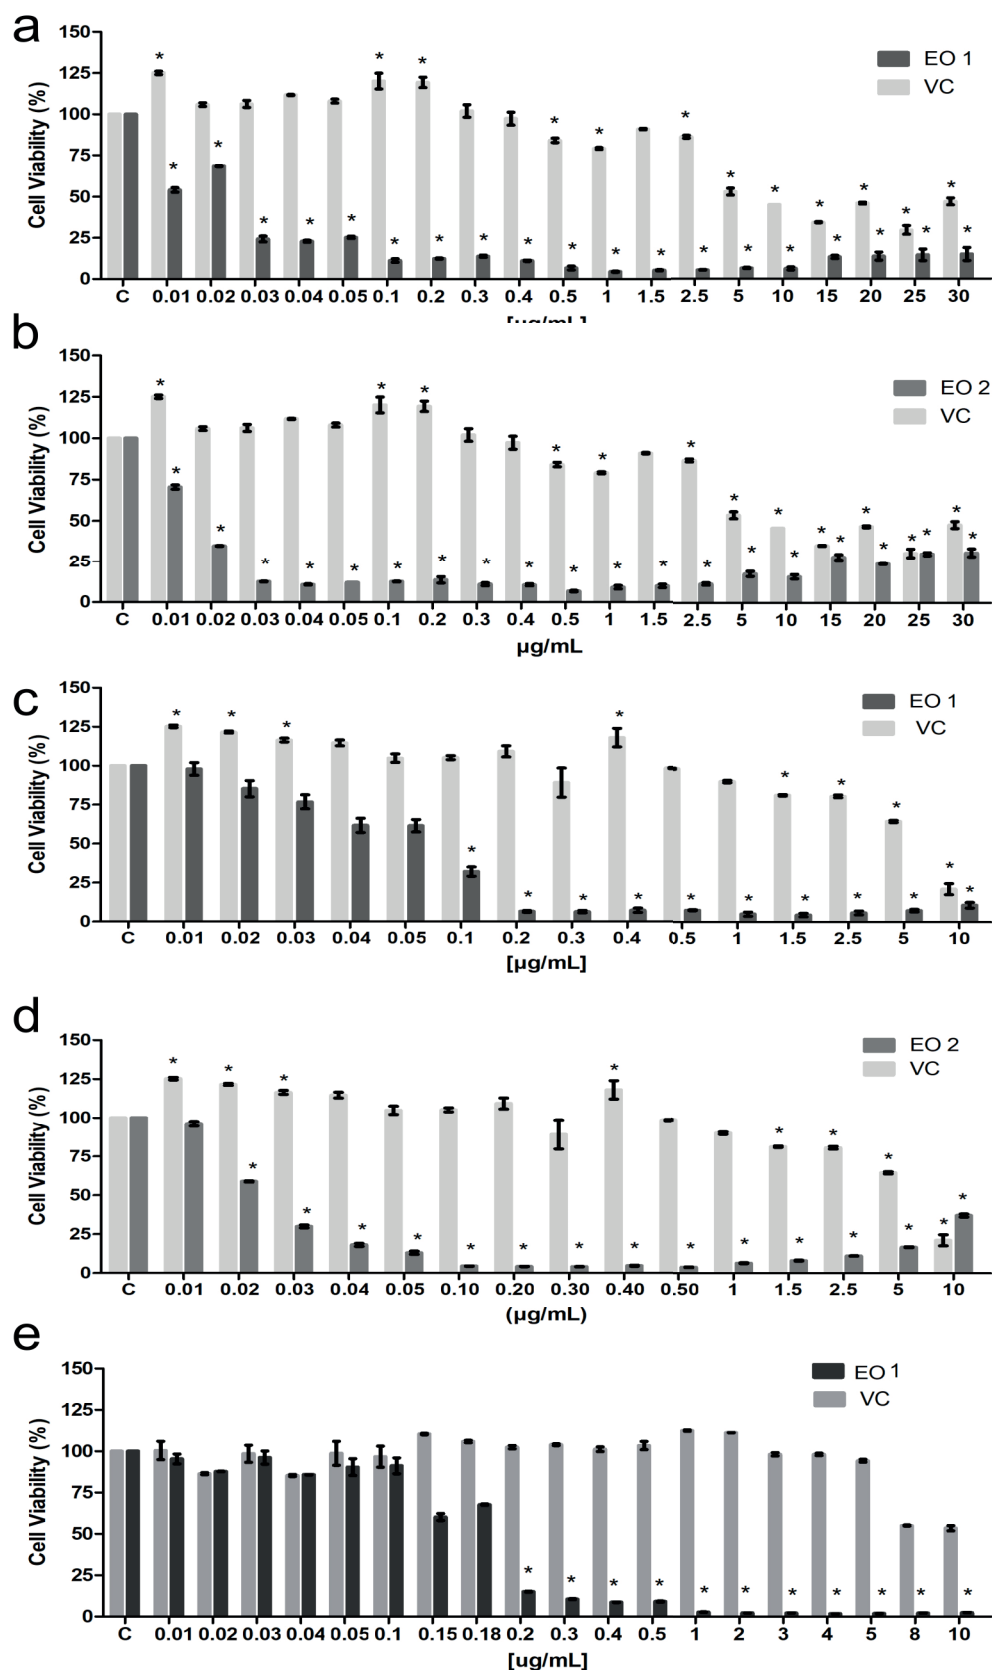 a
EO 1
VC
Cell Viability (%)
150
125
100
75
50
25
0
* * * * * * * * * * * * *
* * * * * * * * * * * * * * * * * * *
C 0.01 0.02 0.03 0.04 0.05 0.1 0.2 0.3 0.4 0.5 1 1.5 2.5 5 10 15 20 25 30
[µg/mL]
b
EO 2
VC
Cell Viability (%)
150
125
100
75
50
25
0
* * * * * * * * * * * * *
* * * * * * * * * * * * * * * * * *
C 0.01 0.02 0.03 0.04 0.05 0.1 0.2 0.3 0.4 0.5 1 1.5 2.5 5 10 15 20 25 30
µg/mL
c
EO 1
VC
Cell Viability (%)
150
125
100
75
50
25
0
* * * * * * * *
* * * * * * * * * *
C 0.01 0.02 0.03 0.04 0.05 0.1 0.2 0.3 0.4 0.5 1 1.5 2.5 5 10
[µg/mL]
d
EO 2
VC
Cell Viability (%)
150
125
100
75
50
25
0
* * * * * * * *
* * * * * * * * * * * * * *
C 0.01 0.02 0.03 0.04 0.05 0.10 0.20 0.30 0.40 0.50 1 1.5 2.5 5 10
(µg/mL)
e
EO 1
VC
Cell Viability (%)
150
125
100
75
50
25
0
* * * * * * * * * * *
C 0.01 0.02 0.03 0.04 0.05 0.1 0.15 0.18 0.2 0.3 0.4 0.5 1 2 3 4 5 8 10
[ug/mL]